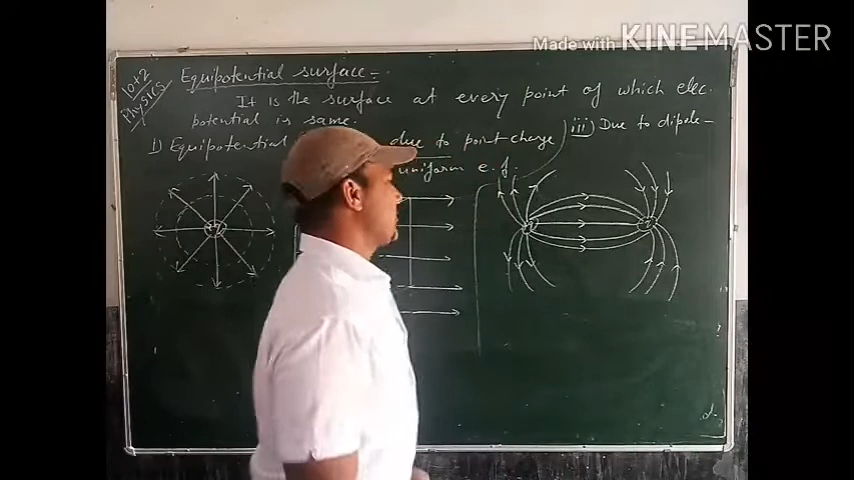 Made with KINEMASTER
10+2
Physics
Equipotential surface :-
It is the surface at every point of which elec.
potential is same.
1) Equipotential due to point charge
uniform e.f.
iii) Due to dipole -
+q